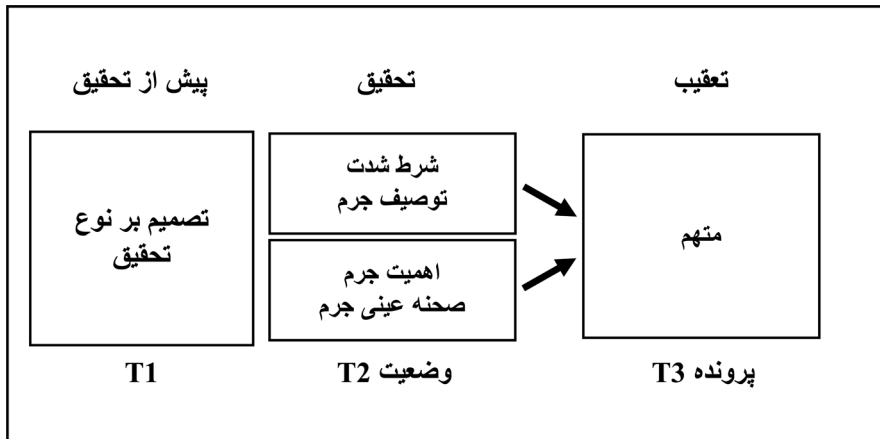 پیش از تحقیق
تحقیق
تعقیب
تصمیم بر نوع
تحقیق
شرط شدت
توصیف جرم
اهمیت جرم
صحنه عینی جرم
متهم
T1
وضعیت T2
پرونده T3